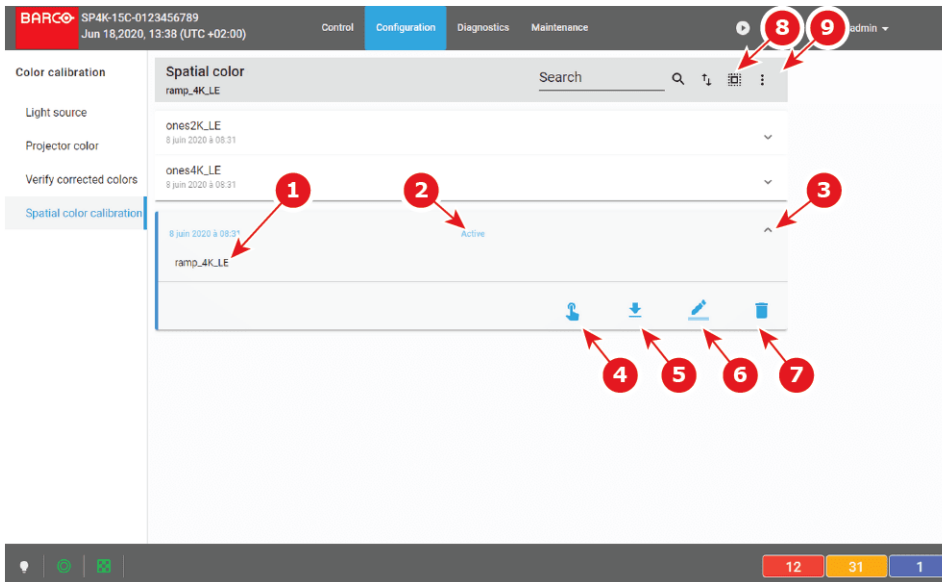 BARCO SP4K-15C-0123456789
Jun 18,2020, 13:38 (UTC +02:00)
Control Configuration Diagnostics Maintenance
8 9 admin
Color calibration
Light source
Projector color
Verify corrected colors
Spatial color calibration
Spatial color
ramp_4K_LE
Search
ones2K_LE
8 juin 2020 à 08:31
ones4K_LE
8 juin 2020 à 08:31
1 2 3
8 juin 2020 à 08:31
Active
ramp_4K_LE
4 5 6 7
12 31 1